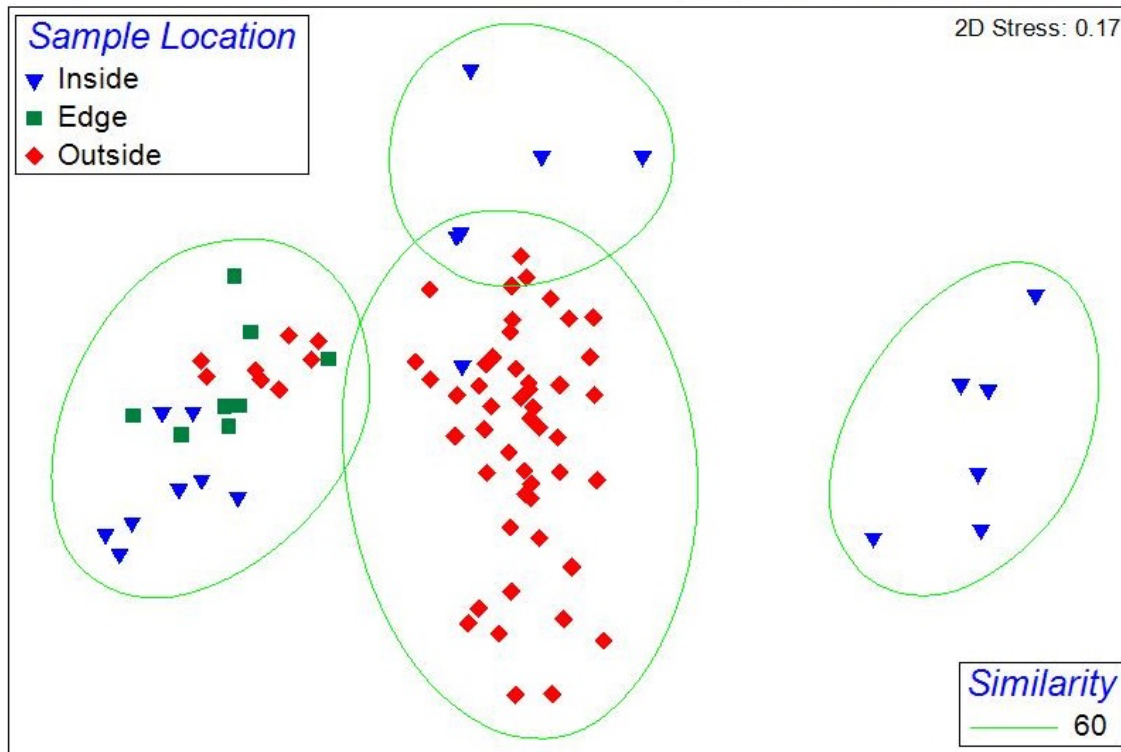 Sample Location
Inside
Edge
Outside
2D Stress: 0.17
Similarity
60